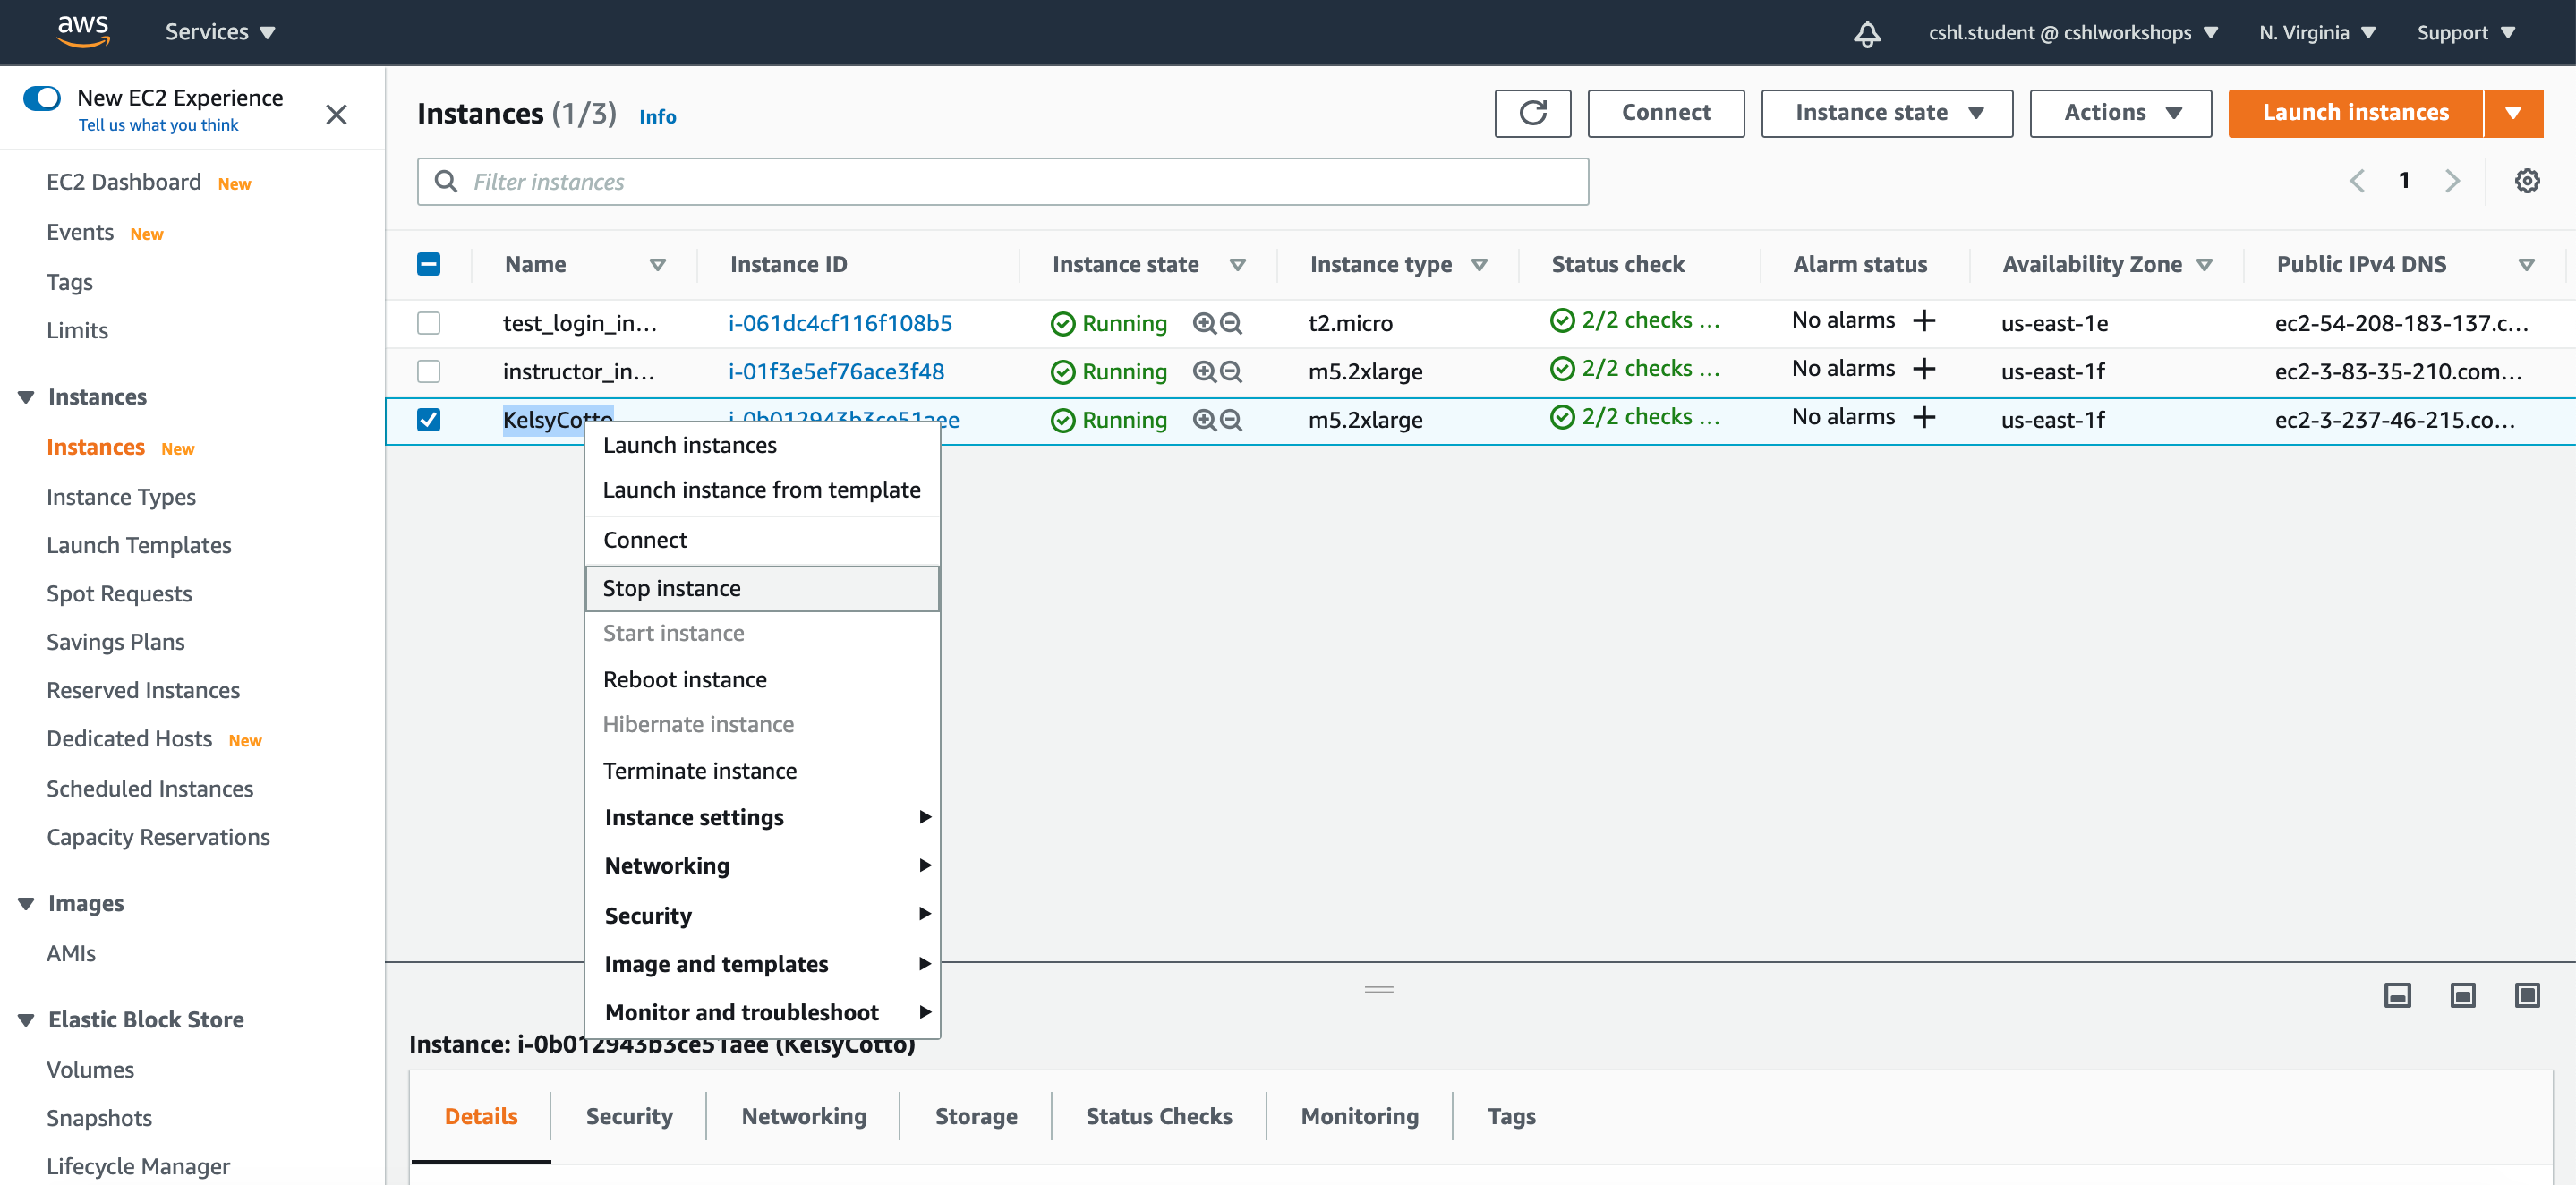 aws Services cshl.student @ cshlworkshops N. Virginia Support
New EC2 Experience
Tell us what you think
EC2 Dashboard New
Events New
Tags
Limits
Instances
Instances New
Instance Types
Launch Templates
Spot Requests
Savings Plans
Reserved Instances
Dedicated Hosts New
Scheduled Instances
Capacity Reservations
Images
AMIs
Elastic Block Store
Volumes
Snapshots
Lifecycle Manager
Instances (1/3) Info Connect Instance state Actions Launch instances
Filter instances 1
Name Instance ID Instance state Instance type Status check Alarm status Availability Zone Public IPv4 DNS
test_login_in... i-061dc4cf116f108b5 Running t2.micro 2/2 checks ... No alarms us-east-1e ec2-54-208-183-137.c...
instructor_in... i-01f3e5ef76ace3f48 Running m5.2xlarge 2/2 checks ... No alarms us-east-1f ec2-3-83-35-210.com...
KelsyCotto i-0b012943b3ce51aee Running m5.2xlarge 2/2 checks ... No alarms us-east-1f ec2-3-237-46-215.co...
Launch instances
Launch instance from template
Connect
Stop instance
Start instance
Reboot instance
Hibernate instance
Terminate instance
Instance settings
Networking
Security
Image and templates
Monitor and troubleshoot
Instance: i-0b012943b3ce51aee (KelsyCotto)
Details Security Networking Storage Status Checks Monitoring Tags